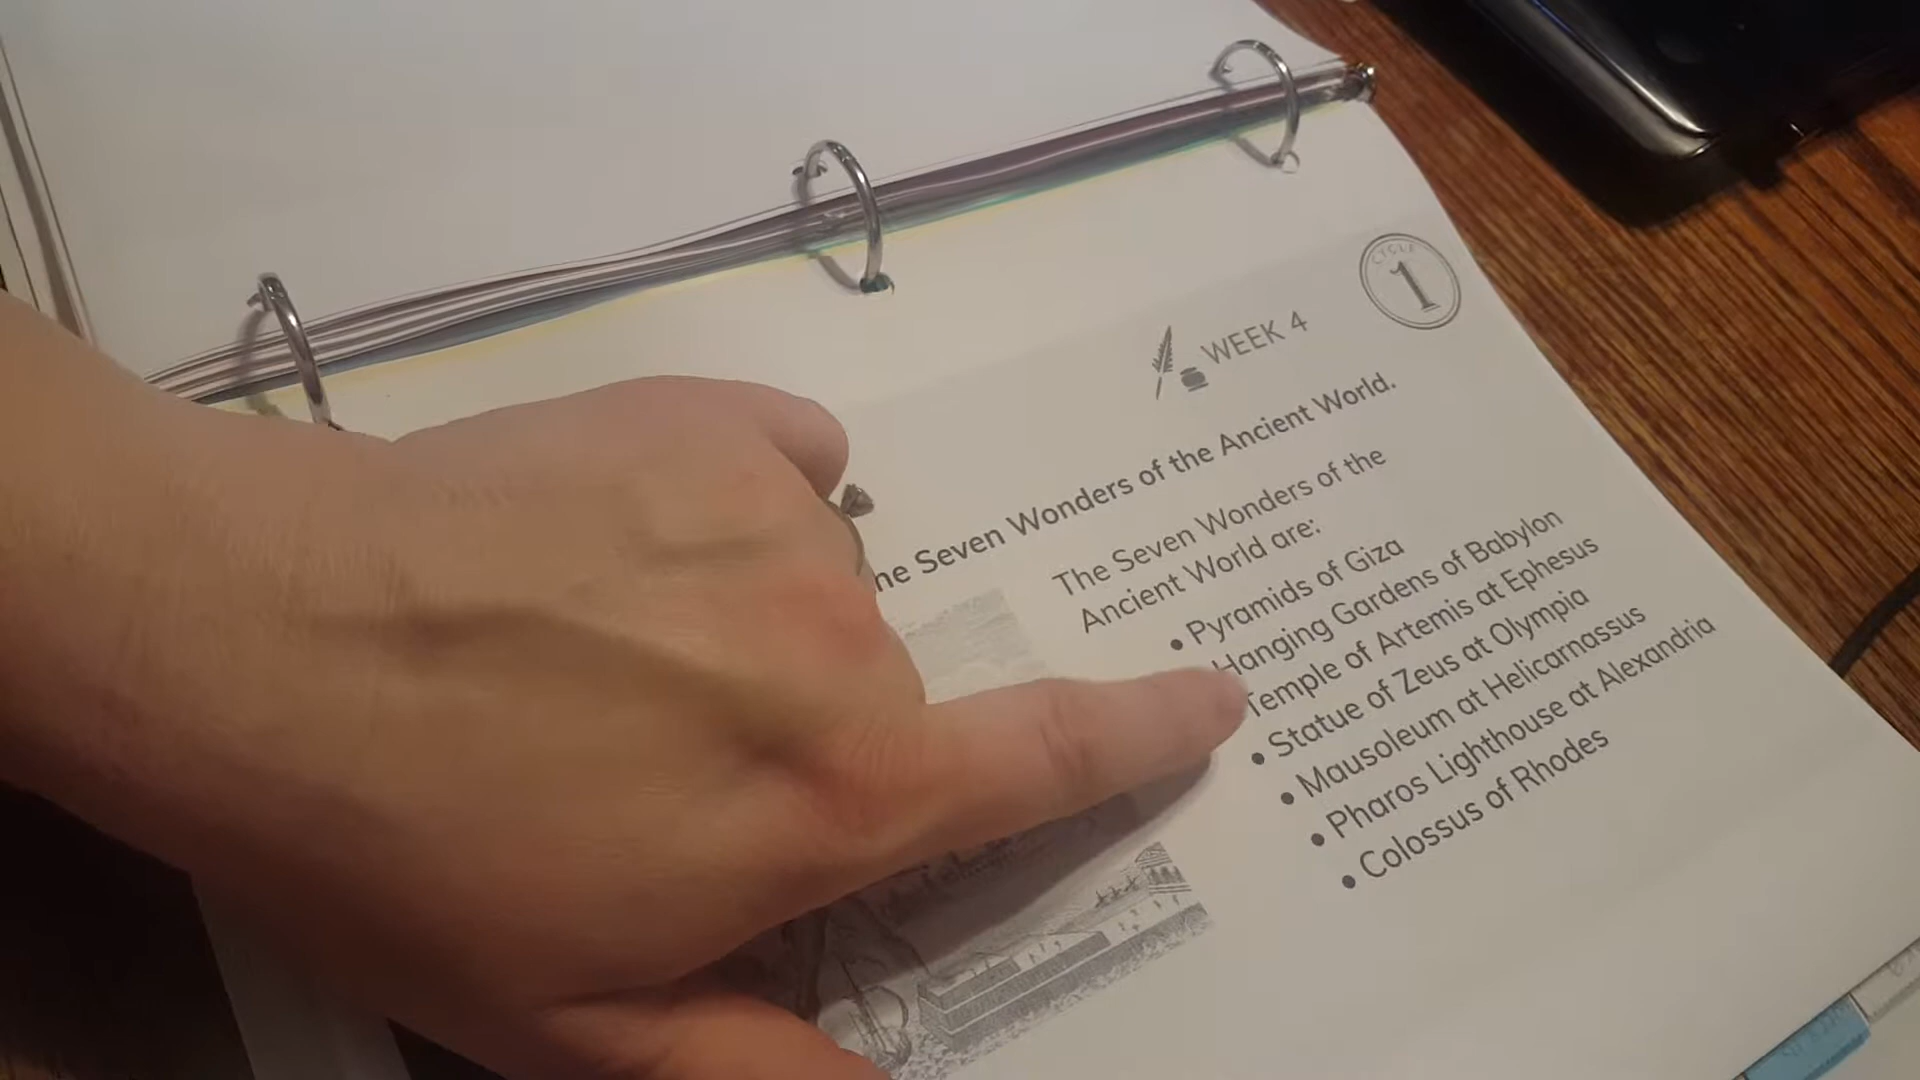 CYCLE
1
WEEK 4
he Seven Wonders of the Ancient World.
The Seven Wonders of the
Ancient World are:
• Pyramids of Giza
Hanging Gardens of Babylon
Temple of Artemis at Ephesus
• Statue of Zeus at Olympia
• Mausoleum at Helicarnassus
• Pharos Lighthouse at Alexandria
• Colossus of Rhodes